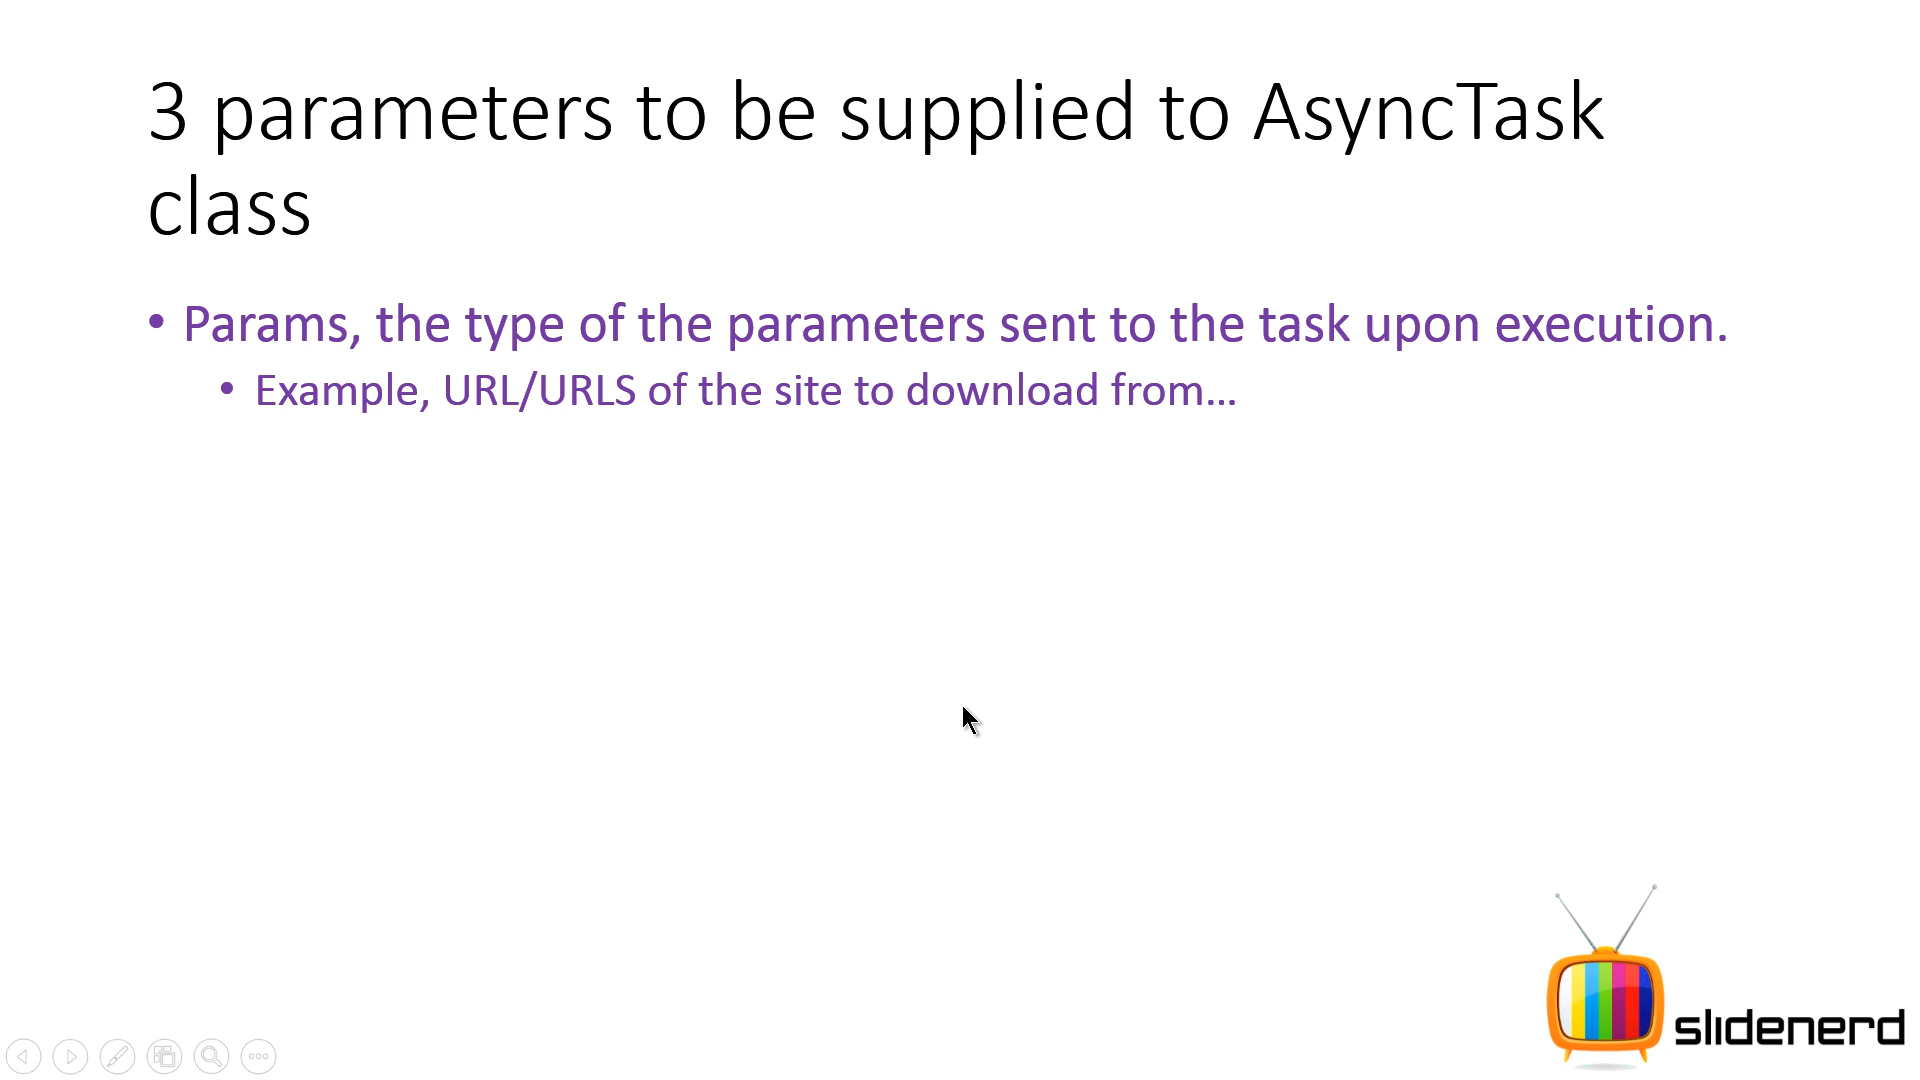 3 parameters to be supplied to AsyncTask
class
• Params, the type of the parameters sent to the task upon execution.
• Example, URL/URLS of the site to download from...
slidenerd